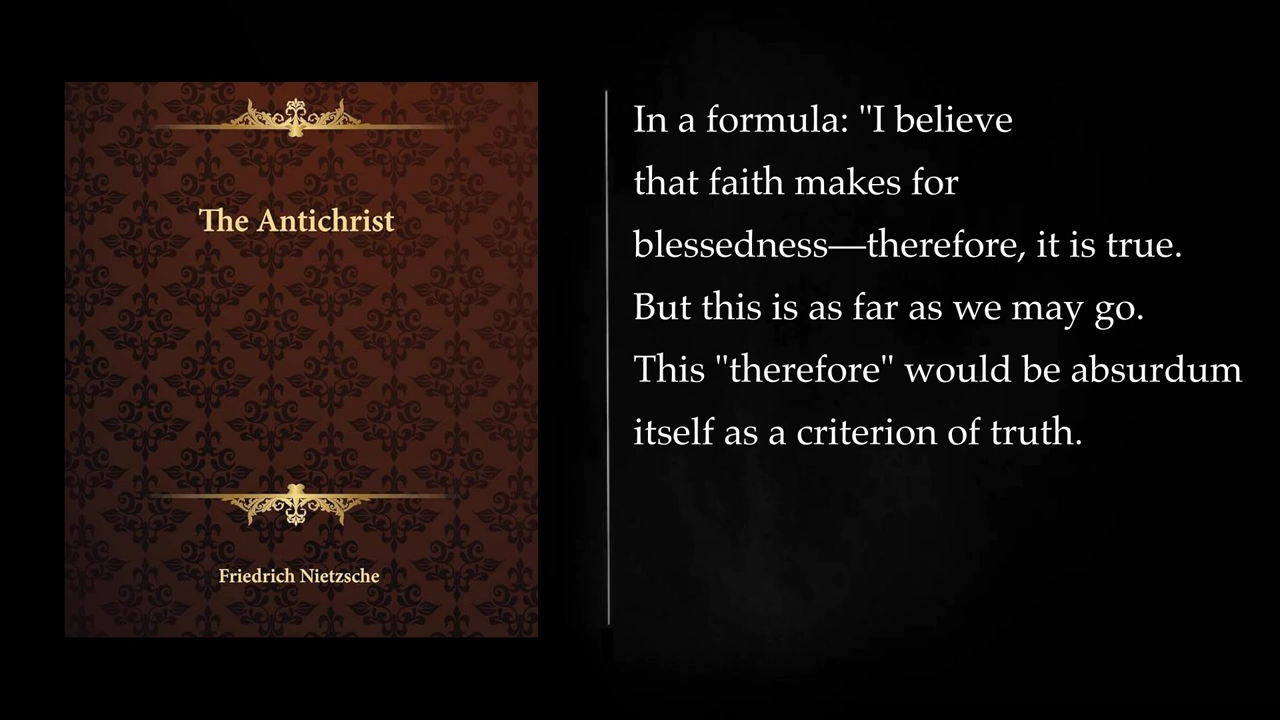 The Antichrist
Friedrich Nietzsche
In a formula: "I believe
that faith makes for
blessedness—therefore, it is true.
But this is as far as we may go.
This "therefore" would be absurdum
itself as a criterion of truth.